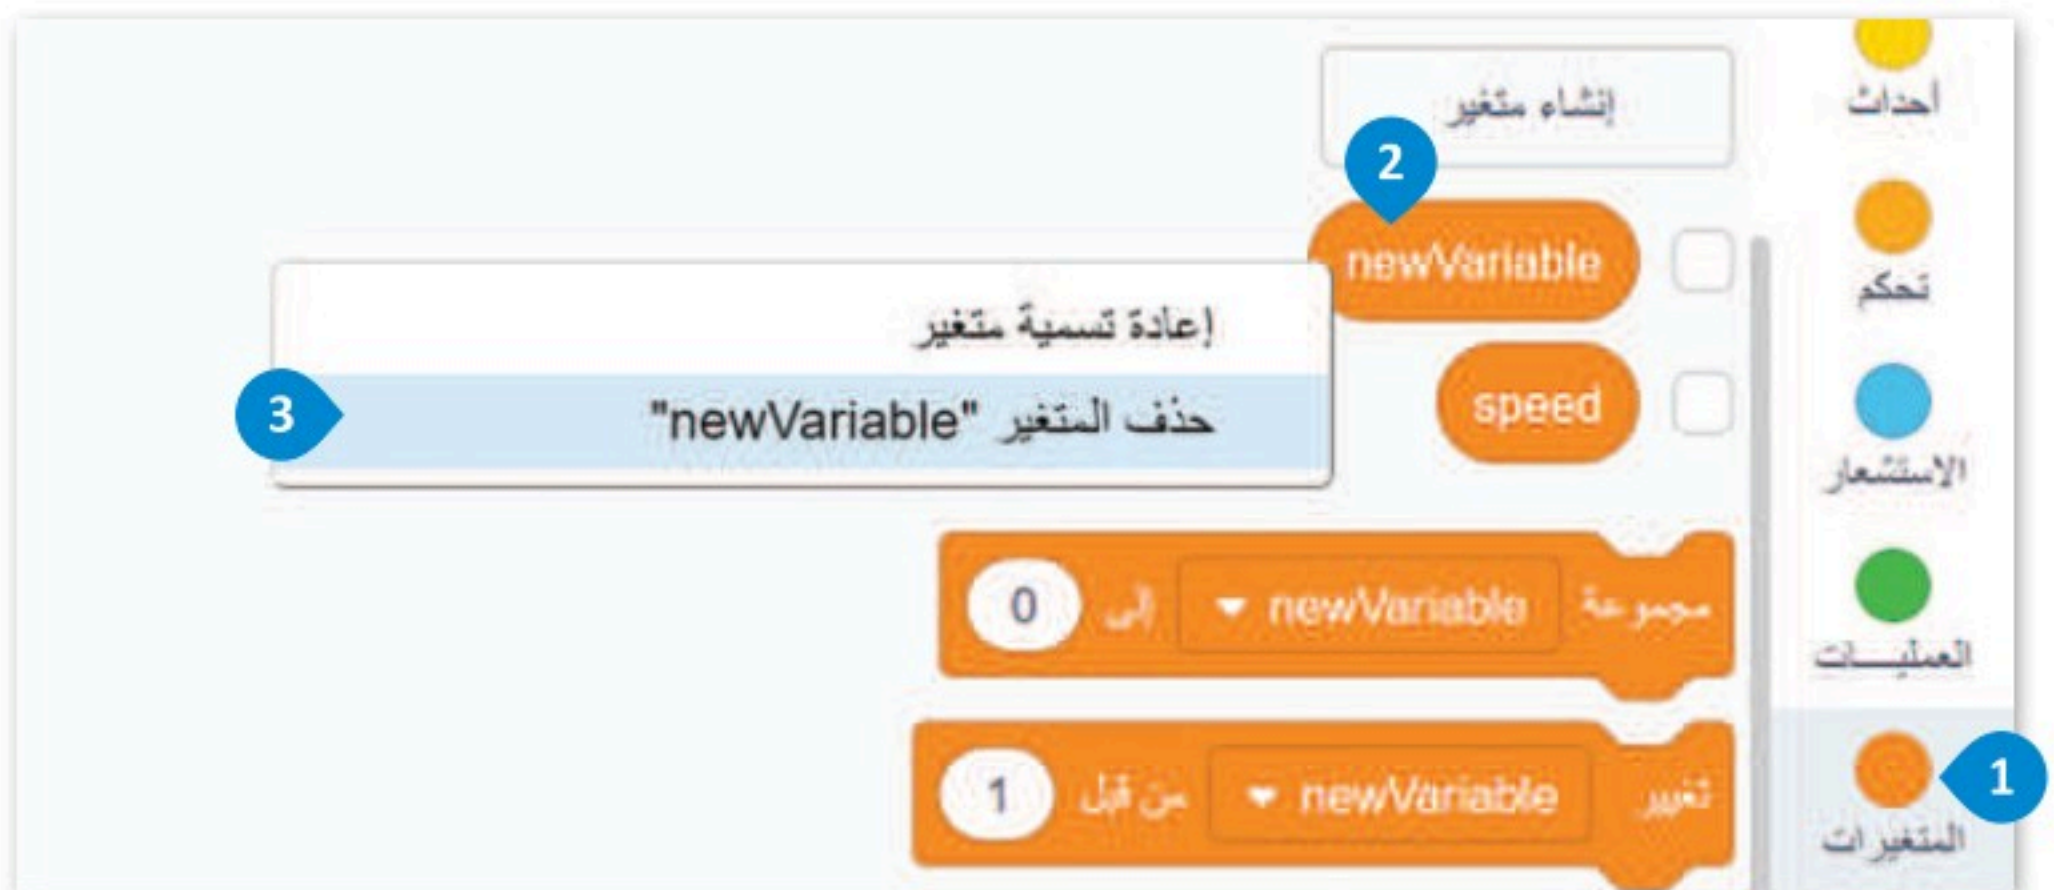 أحداث
تحكم
الاستشعار
العمليـــات
المتغيرات
1
إنشاء متغير
2
newVariable
speed
إعادة تسمية متغير
حذف المتغير "newVariable"
3
مجموعة newVariable إلى 0
تغيير newVariable من قبل 1